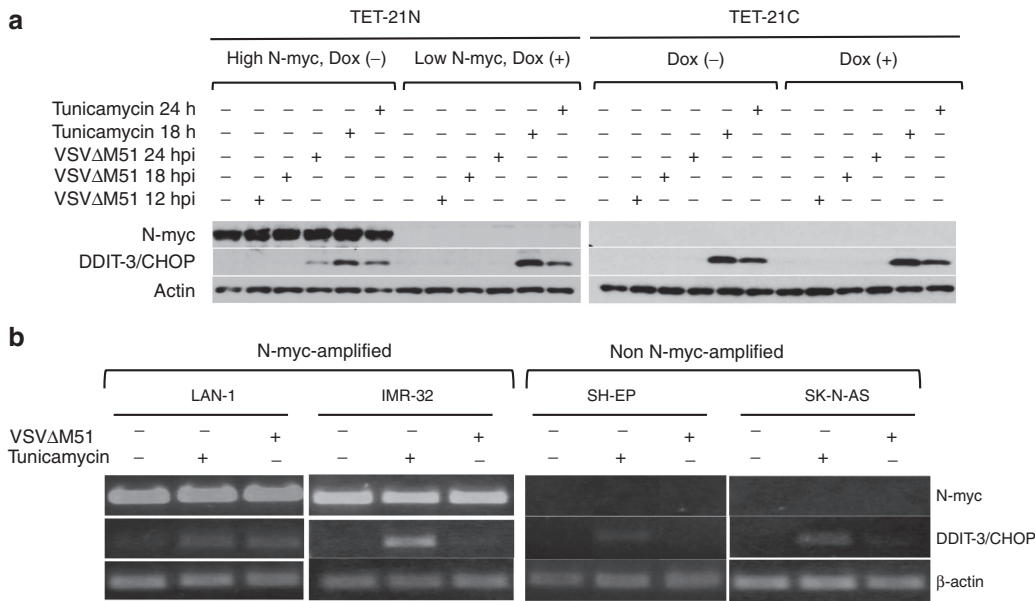 a
TET-21N TET-21C
High N-myc, Dox (−) Low N-myc, Dox (+) Dox (−) Dox (+)
Tunicamycin 24 h − − − − − + − − − − − + − − − − − + − − − − − +
Tunicamycin 18 h − − − − + − − − − − + − − − − − + − − − − − + −
VSVΔM51 24 hpi − − − + − − − − − + − − − − − + − − − − − + − −
VSVΔM51 18 hpi − − + − − − − − + − − − − − + − − − − − + − − −
VSVΔM51 12 hpi − + − − − − − + − − − − − + − − − − − + − − − −
N-myc
DDIT-3/CHOP
Actin
b
N-myc-amplified Non N-myc-amplified
LAN-1 IMR-32 SH-EP SK-N-AS
VSVΔM51 − − + − − + − − + − − +
Tunicamycin − + − − + − − + − − + −
N-myc
DDIT-3/CHOP
β-actin